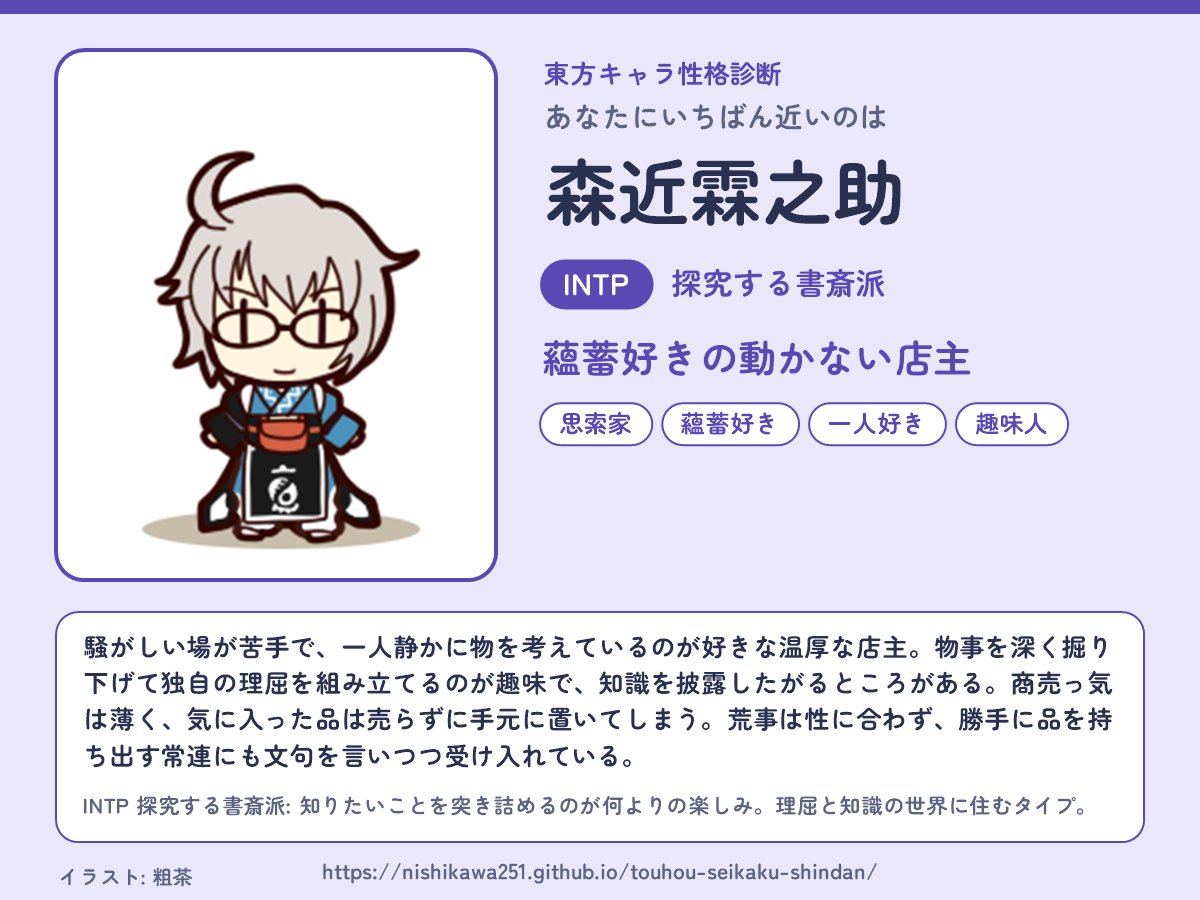 東方キャラ性格診断
あなたにいちばん近いのは
森近霖之助
INTP 探究する書斎派
蘊蓄好きの動かない店主
思索家 蘊蓄好き 一人好き 趣味人
騒がしい場が苦手で、一人静かに物を考えているのが好きな温厚な店主。物事を深く掘り
下げて独自の理屈を組み立てるのが趣味で、知識を披露したがるところがある。商売っ気
は薄く、気に入った品は売らずに手元に置いてしまう。荒事は性に合わず、勝手に品を持
ち出す常連にも文句を言いつつ受け入れている。
INTP 探究する書斎派: 知りたいことを突き詰めるのが何よりの楽しみ。理屈と知識の世界に住むタイプ。
イラスト: 粗茶
https://nishikawa251.github.io/touhou-seikaku-shindan/